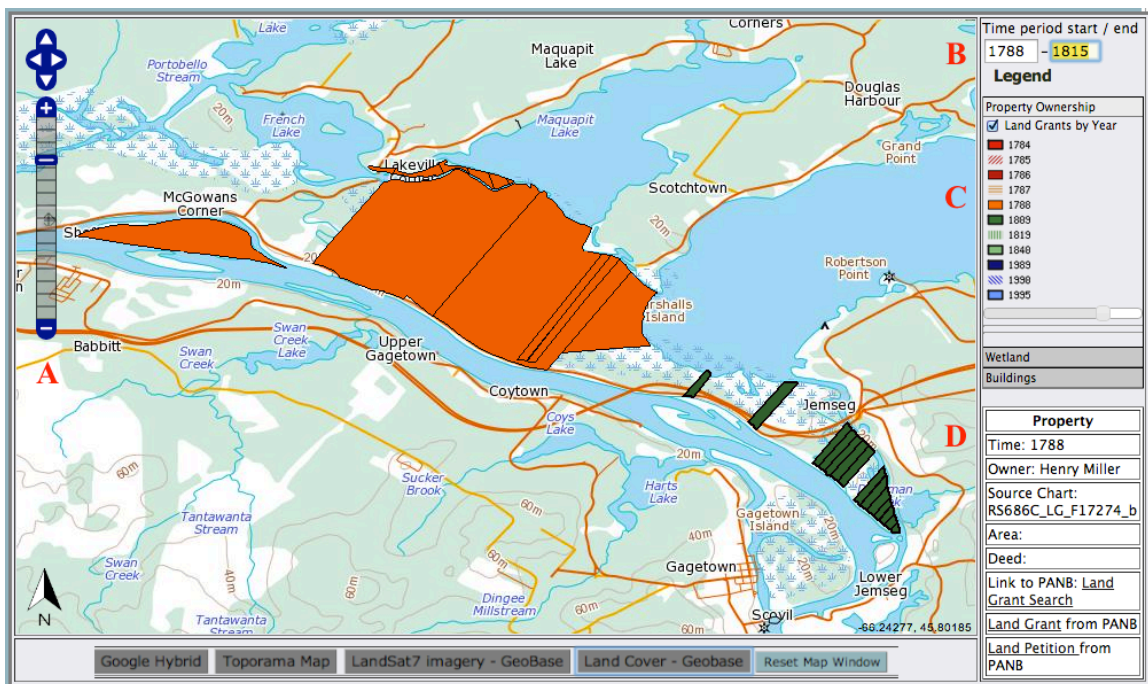 Lake
Corners
Maquapit
Lake
Portobello
Stream
20m
French
Lake
Maquapit Lake
Douglas
Harbour
Grand
Point
Lakevill
McGowans
Corner
Scotchtown
20m
20m
20m
Robertson
Point
Island
Babbitt
Swan
Creek
Swan
Creek Lake
Upper
Gagetown
Coytown
Coys
Lake
Jemseg
20m
60m
Sucker
Brook
Harts
Lake
Gagetown
Island
20m
20m
Tantawanta
Stream
60m
Swan
Creek
40m
40m
60m
Gagetown
Dingee
Millstream
60m
Lower
Jemseg
Tantawanta
Stream
Scovil
N
-66.24277, 45.80185
A
B
C
D
Time period start / end
1788 - 1815
Legend
Property Ownership
Land Grants by Year
1784
1785
1786
1787
1788
1809
1819
1840
1989
1990
1995
Wetland
Buildings
Property
Time: 1788
Owner: Henry Miller
Source Chart:
RS686C_LG_F17274_b
Area:
Deed:
Link to PANB: Land
Grant Search
Land Grant from PANB
Land Petition from
PANB
Google Hybrid
Toporama Map
LandSat7 imagery - GeoBase
Land Cover - Geobase
Reset Map Window